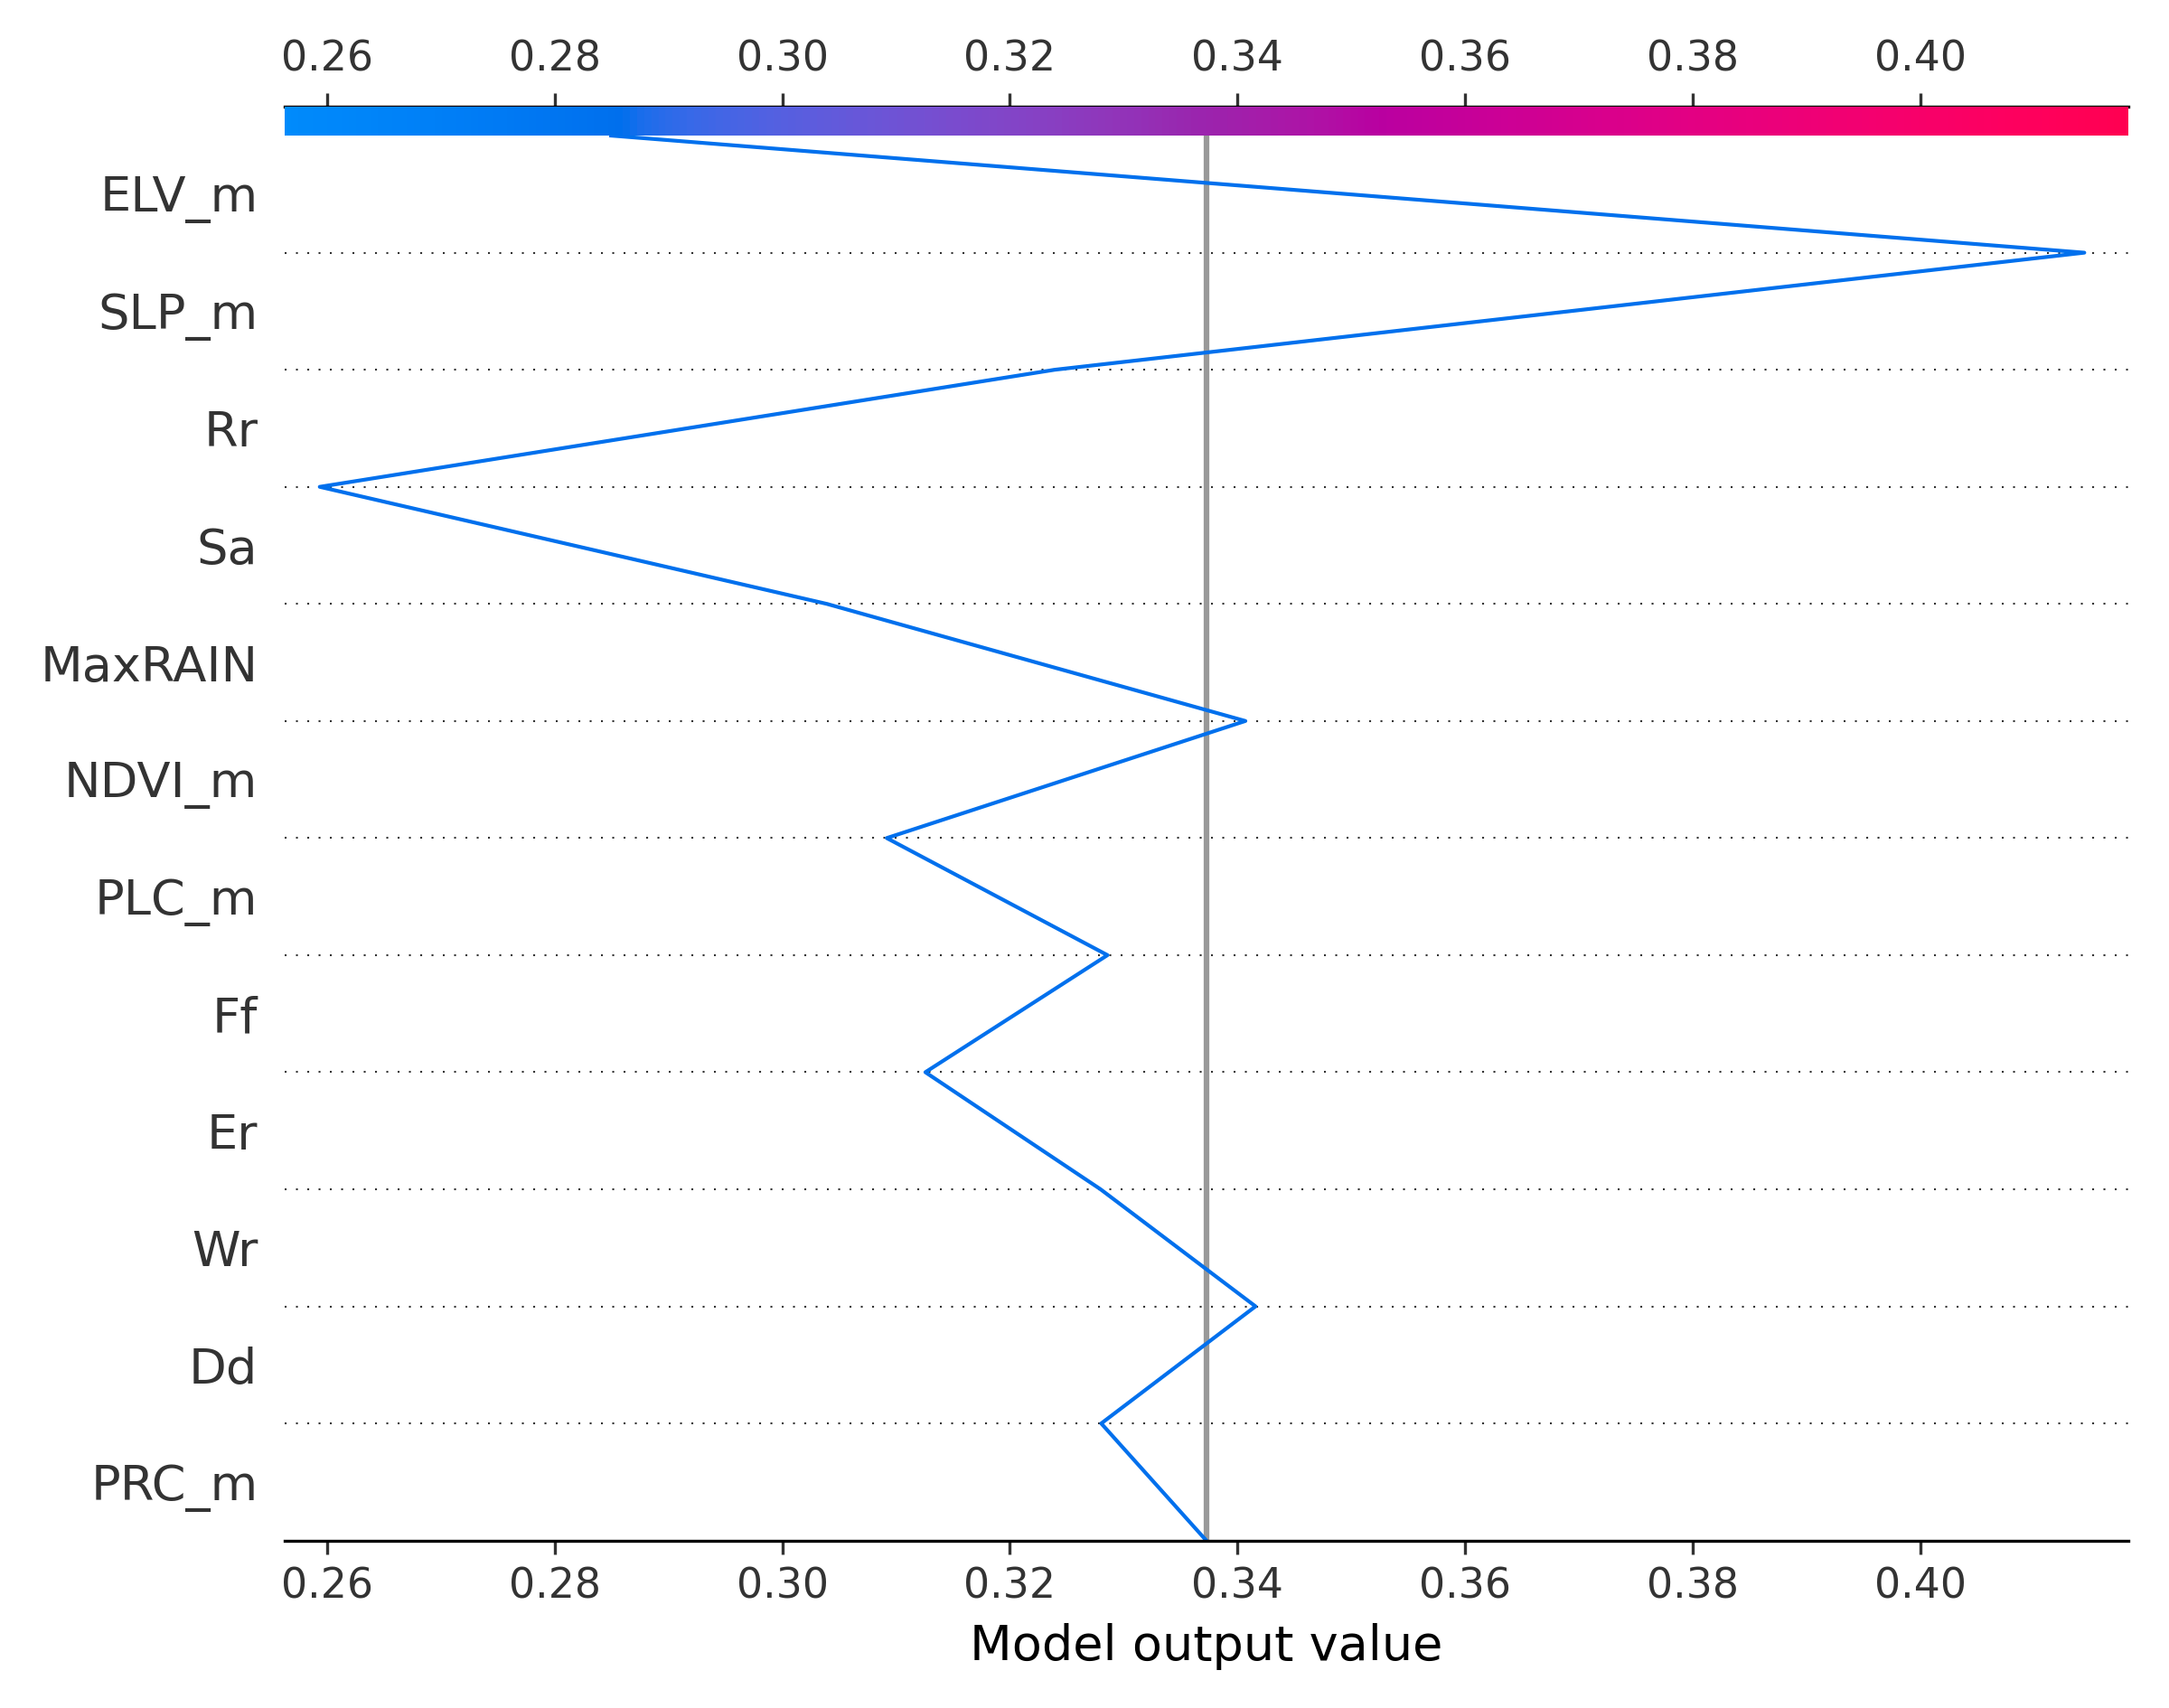 0.26 0.28 0.30 0.32 0.34 0.36 0.38 0.40
ELV_m
SLP_m
Rr
Sa
MaxRAIN
NDVI_m
PLC_m
Ff
Er
Wr
Dd
PRC_m
0.26 0.28 0.30 0.32 0.34 0.36 0.38 0.40
Model output value